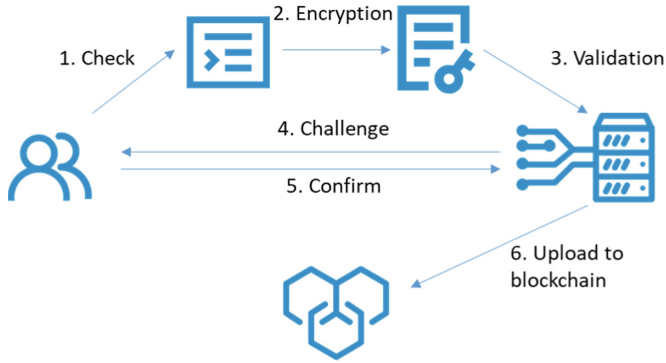 2. Encryption
1. Check
3. Validation
4. Challenge
5. Confirm
6. Upload to
blockchain